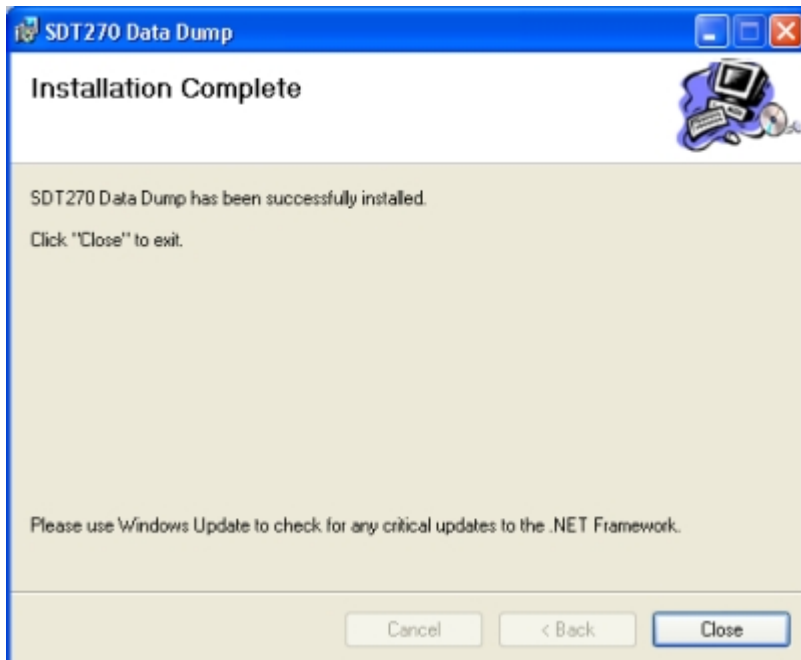 SDT270 Data Dump
Installation Complete
SDT270 Data Dump has been successfully installed.
Click "Close" to exit.
Please use Windows Update to check for any critical updates to the .NET Framework.
Cancel
< Back
Close